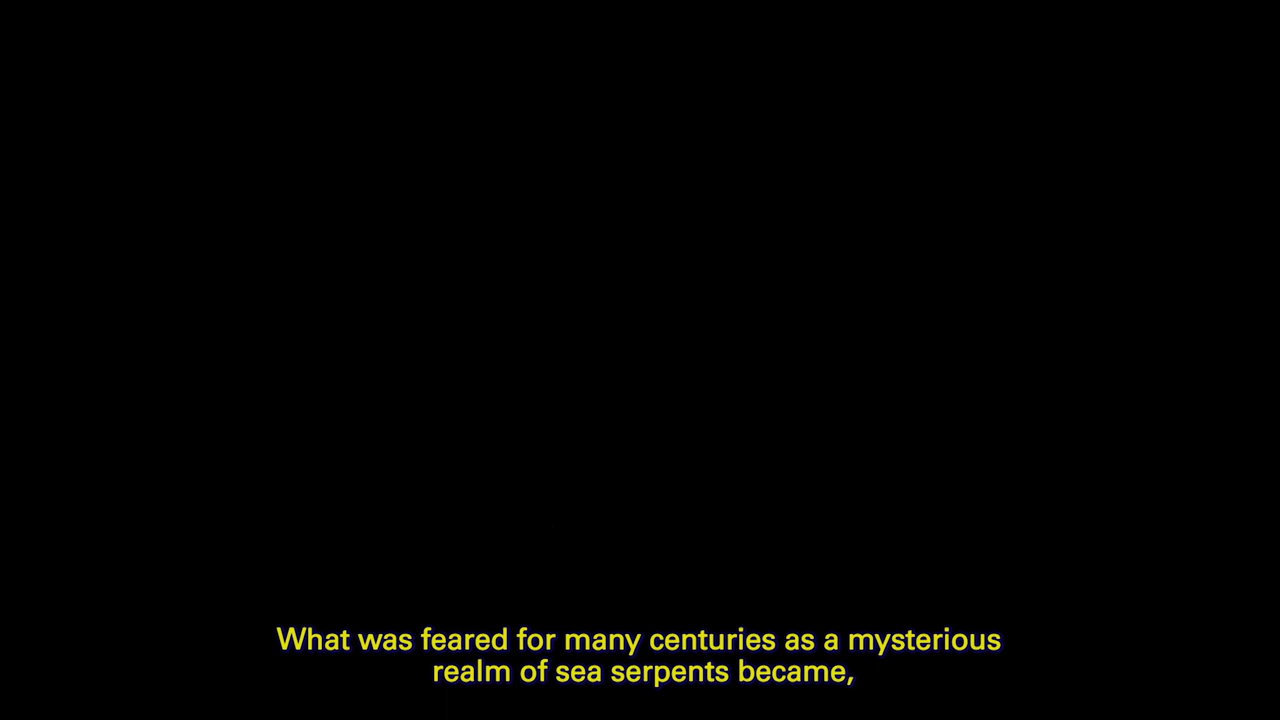 What was feared for many centuries as a mysterious
realm of sea serpents became,